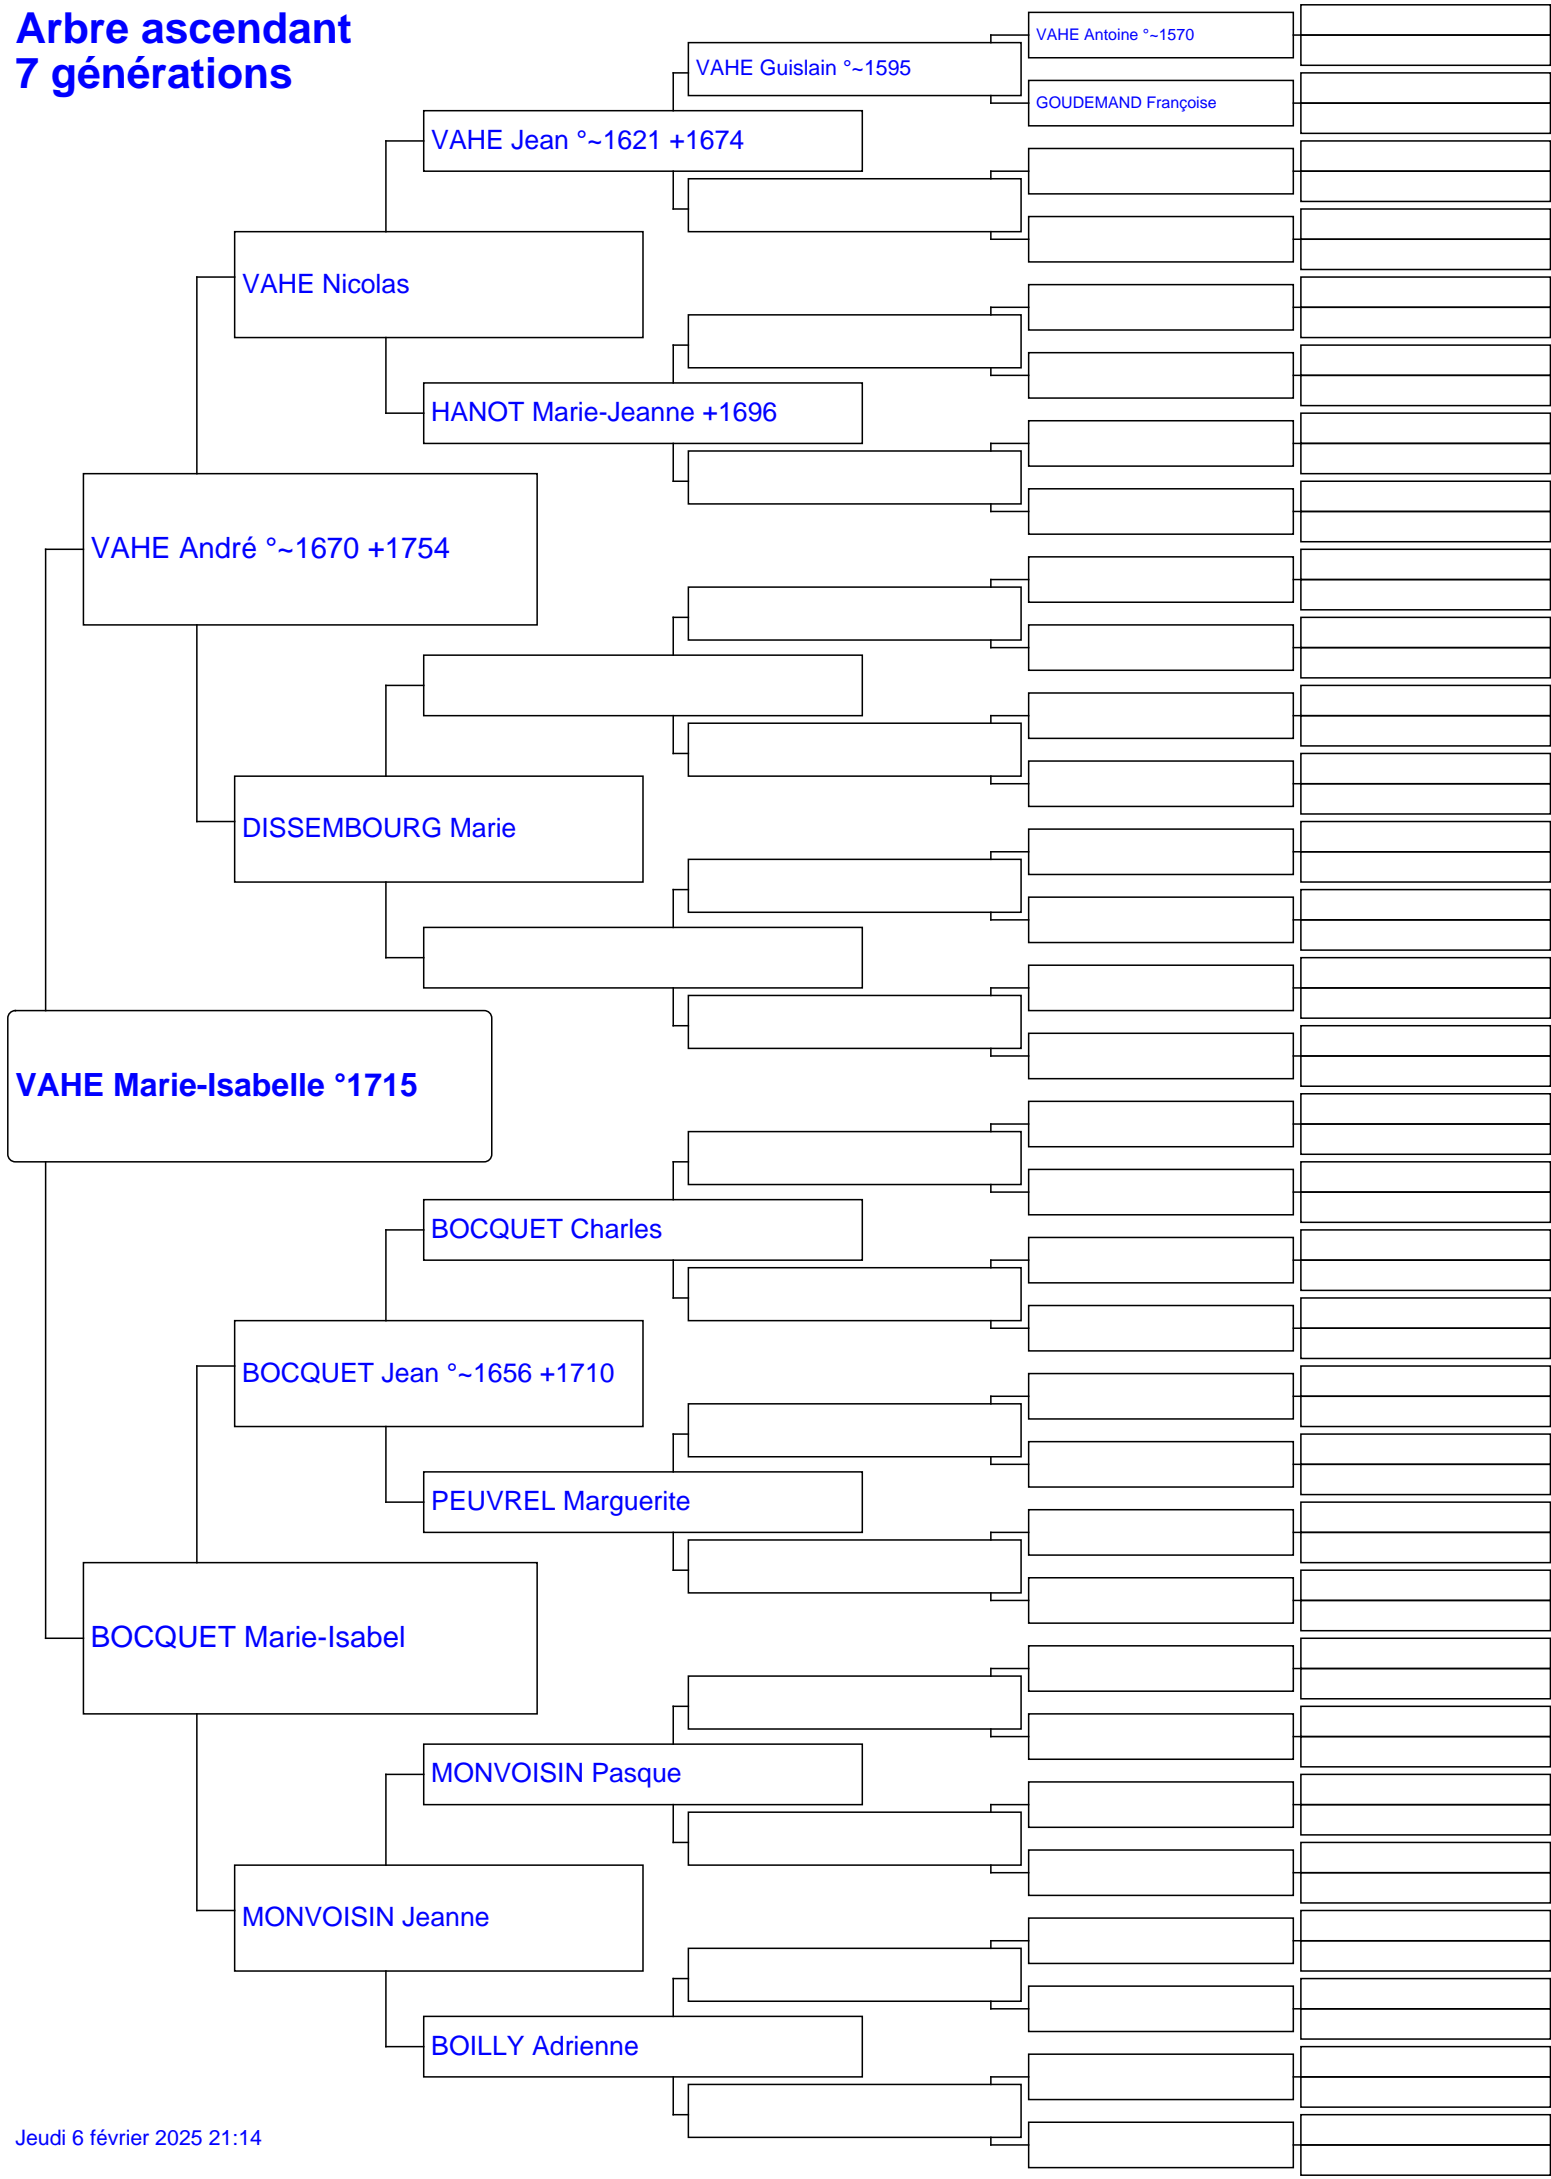 Arbre ascendant
7 générations
VAHE Antoine °~1570
VAHE Guislain °~1595
GOUDEMAND Françoise
VAHE Jean °~1621 +1674
VAHE Nicolas
HANOT Marie-Jeanne +1696
VAHE André °~1670 +1754
DISSEMBOURG Marie
VAHE Marie-Isabelle °1715
BOCQUET Charles
BOCQUET Jean °~1656 +1710
PEUVREL Marguerite
BOCQUET Marie-Isabel
MONVOISIN Pasque
MONVOISIN Jeanne
BOILLY Adrienne
Jeudi 6 février 2025 21:14